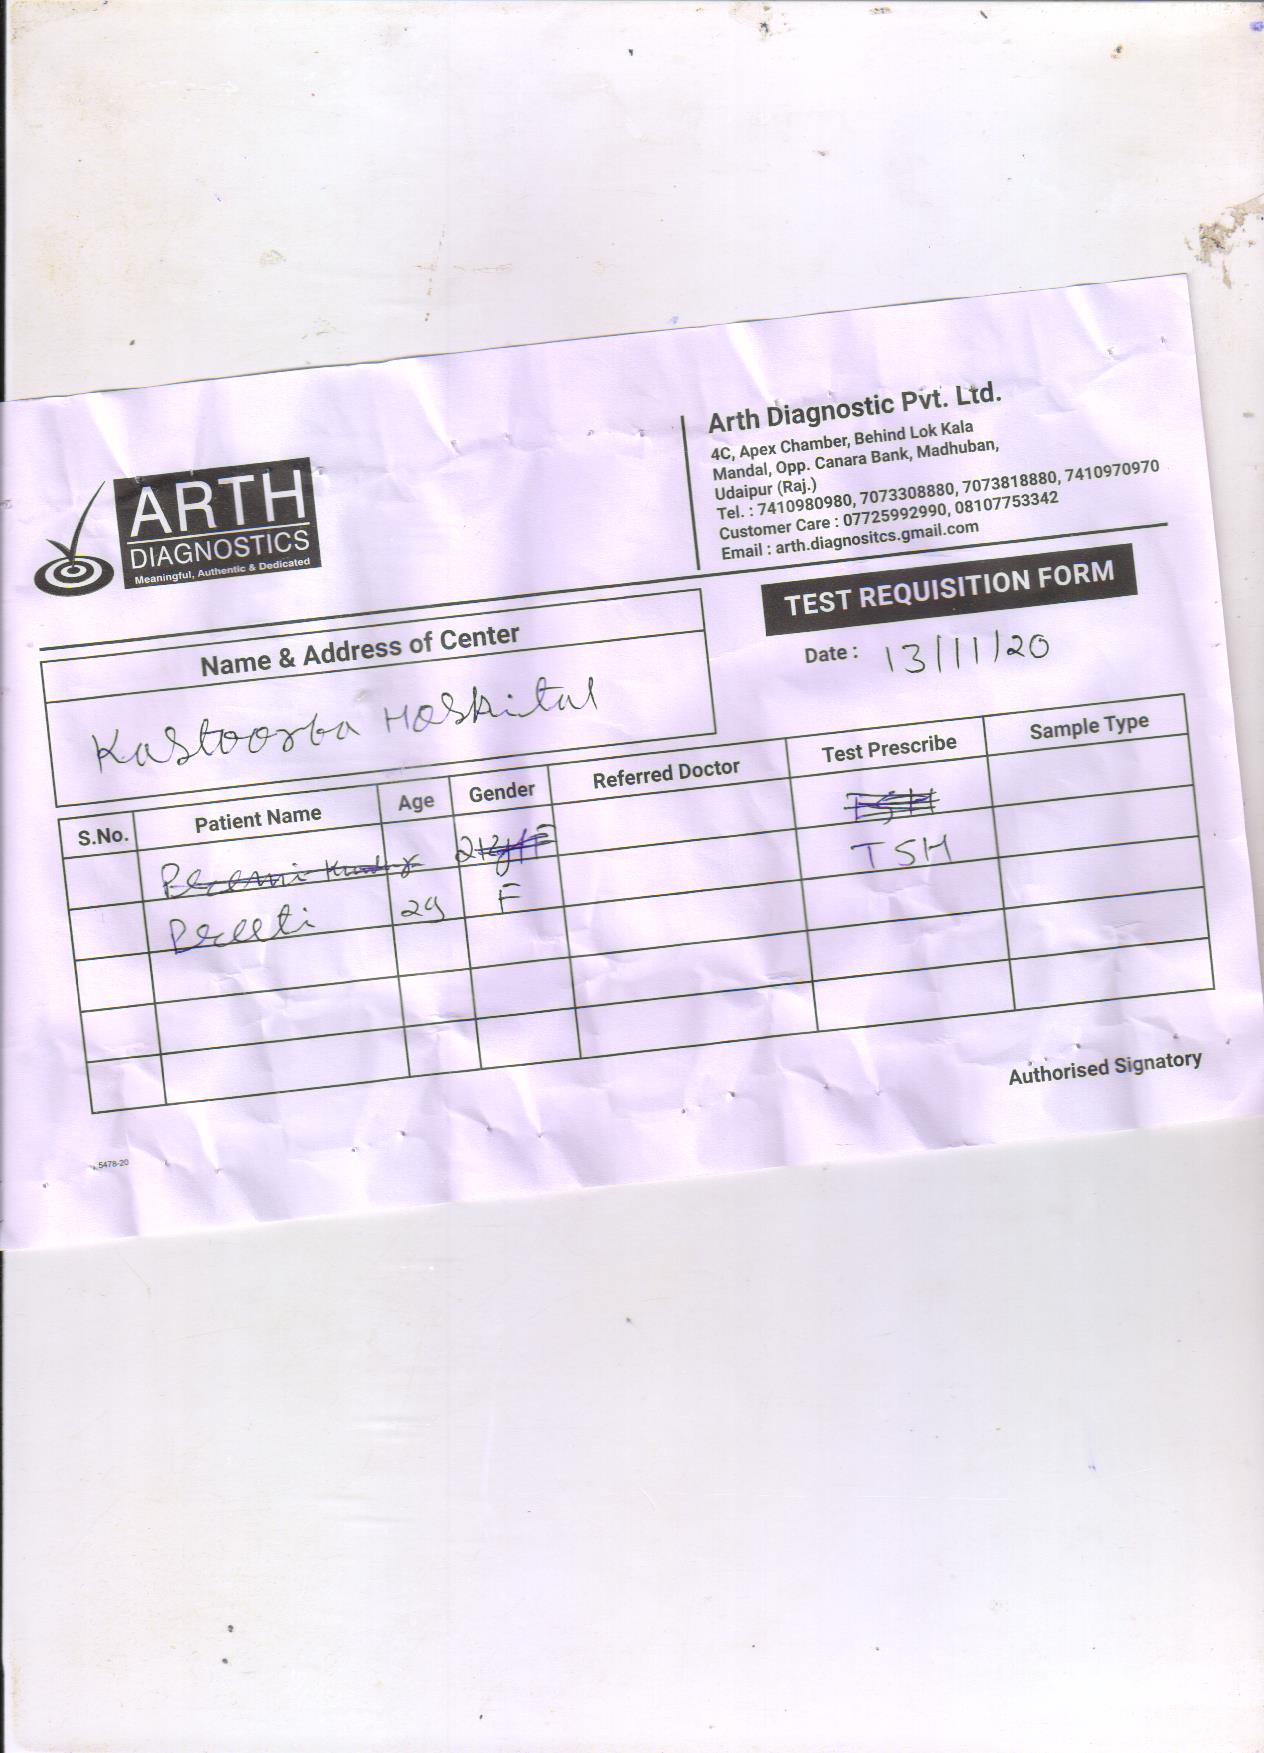 ARTH
DIAGNOSTICS
Meaningful, Authentic & Dedicated
Arth Diagnostic Pvt. Ltd.
4C, Apex Chamber, Behind Lok Kala
Mandal, Opp. Canara Bank, Madhuban,
Udaipur (Raj.)
Tel. : 7410980980, 7073308880, 7073818880, 7410970970
Customer Care : 07725992990, 08107753342
Email : arth.diagnositcs.gmail.com
TEST REQUISITION FORM
Date : 13/11/20
Name & Address of Center
Kastoorba Hospital
S.No. Patient Name Age Gender Referred Doctor Test Prescribe Sample Type
TSH
Preeti 29 F
Authorised Signatory
5478-20